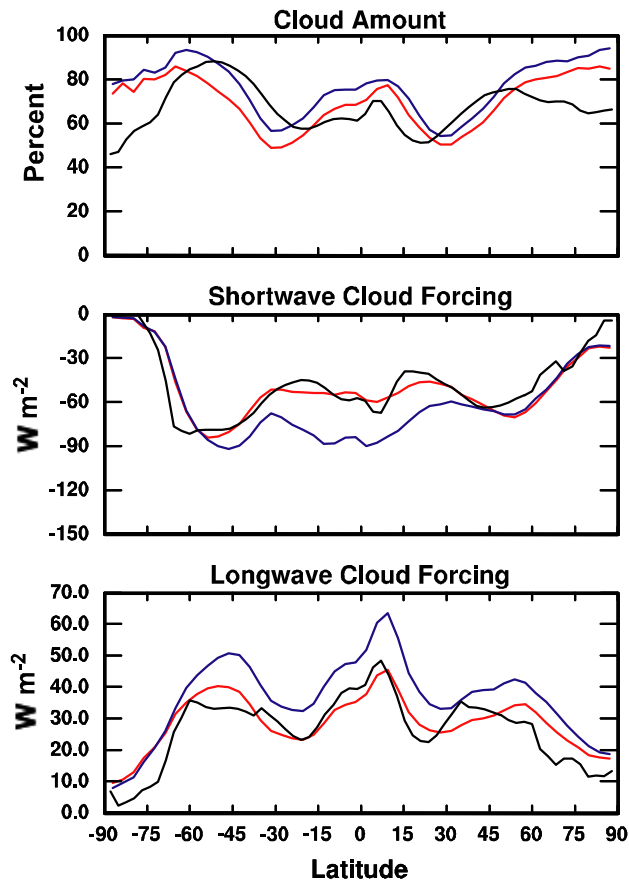 Cloud Amount
100
80
60
40
20
0
Percent
Shortwave Cloud Forcing
0
-30
-60
-90
-120
-150
W m-2
Longwave Cloud Forcing
70.0
60.0
50.0
40.0
30.0
20.0
10.0
0.0
W m-2
-90 -75 -60 -45 -30 -15 0 15 30 45 60 75 90
Latitude